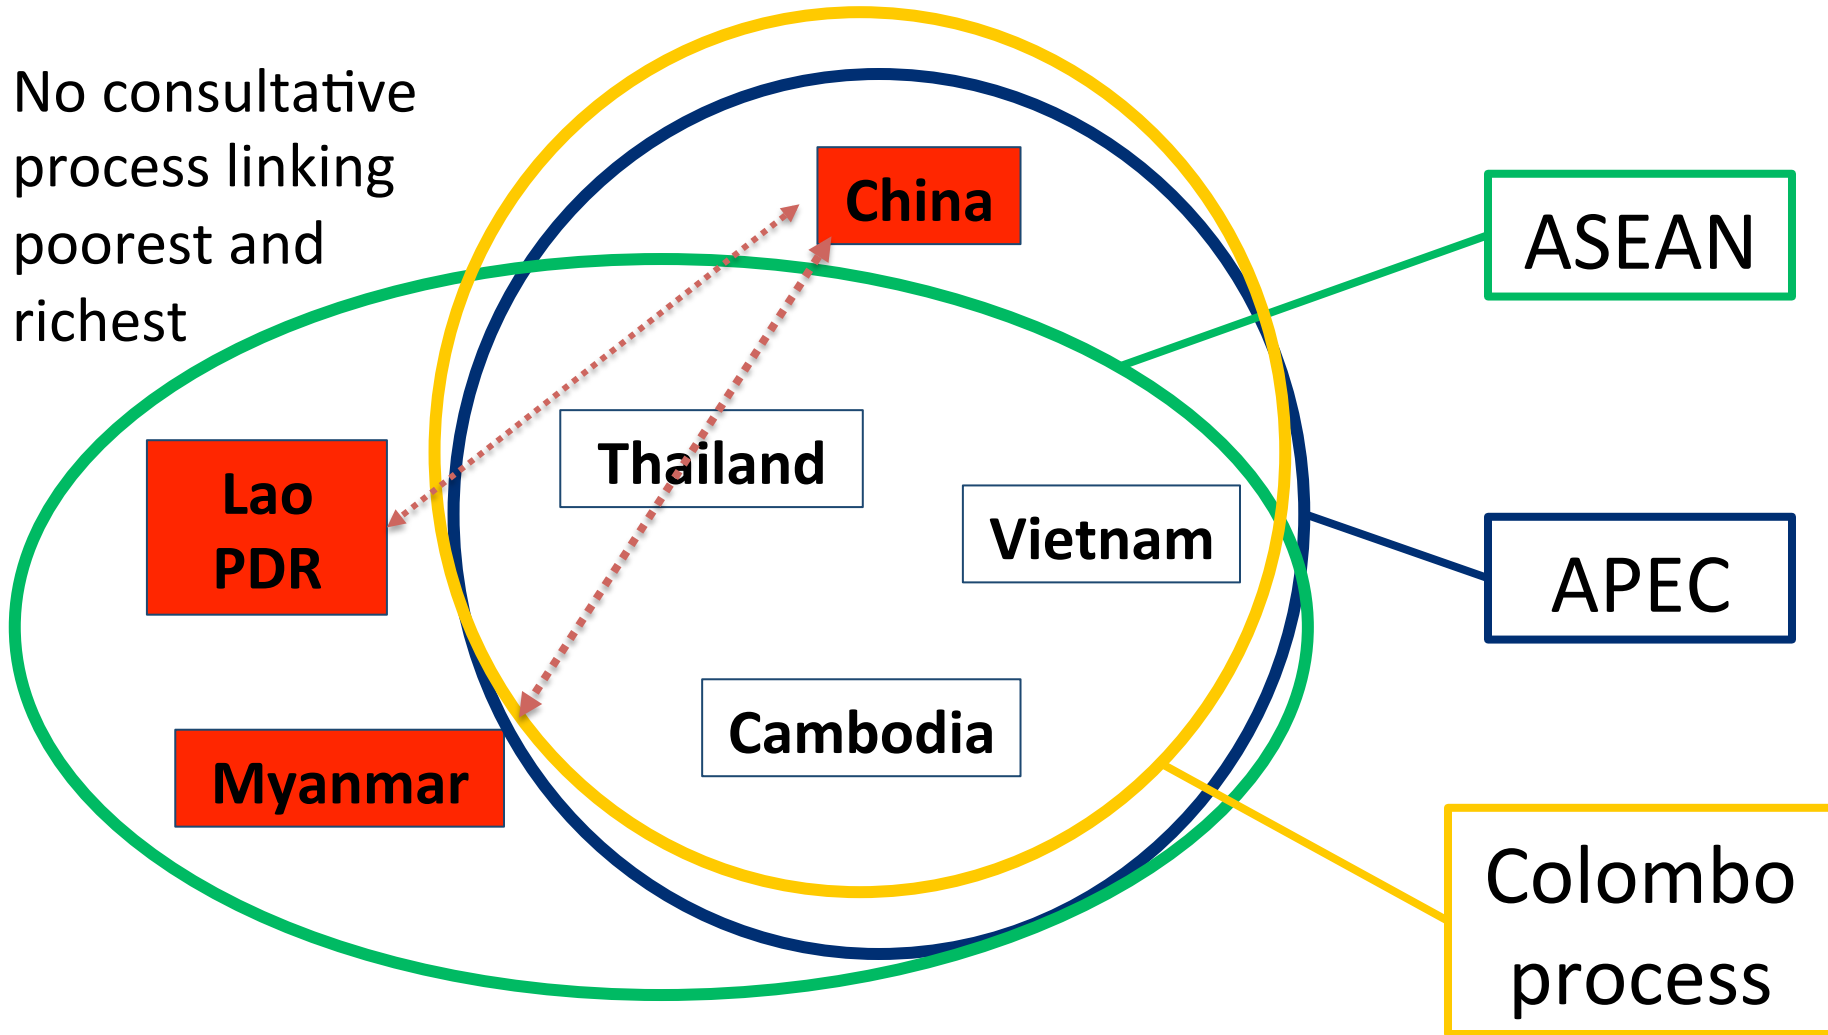 No consultative
process linking
poorest and
richest
China
ASEAN
Thailand
Lao
PDR
Vietnam
APEC
Cambodia
Myanmar
Colombo
process